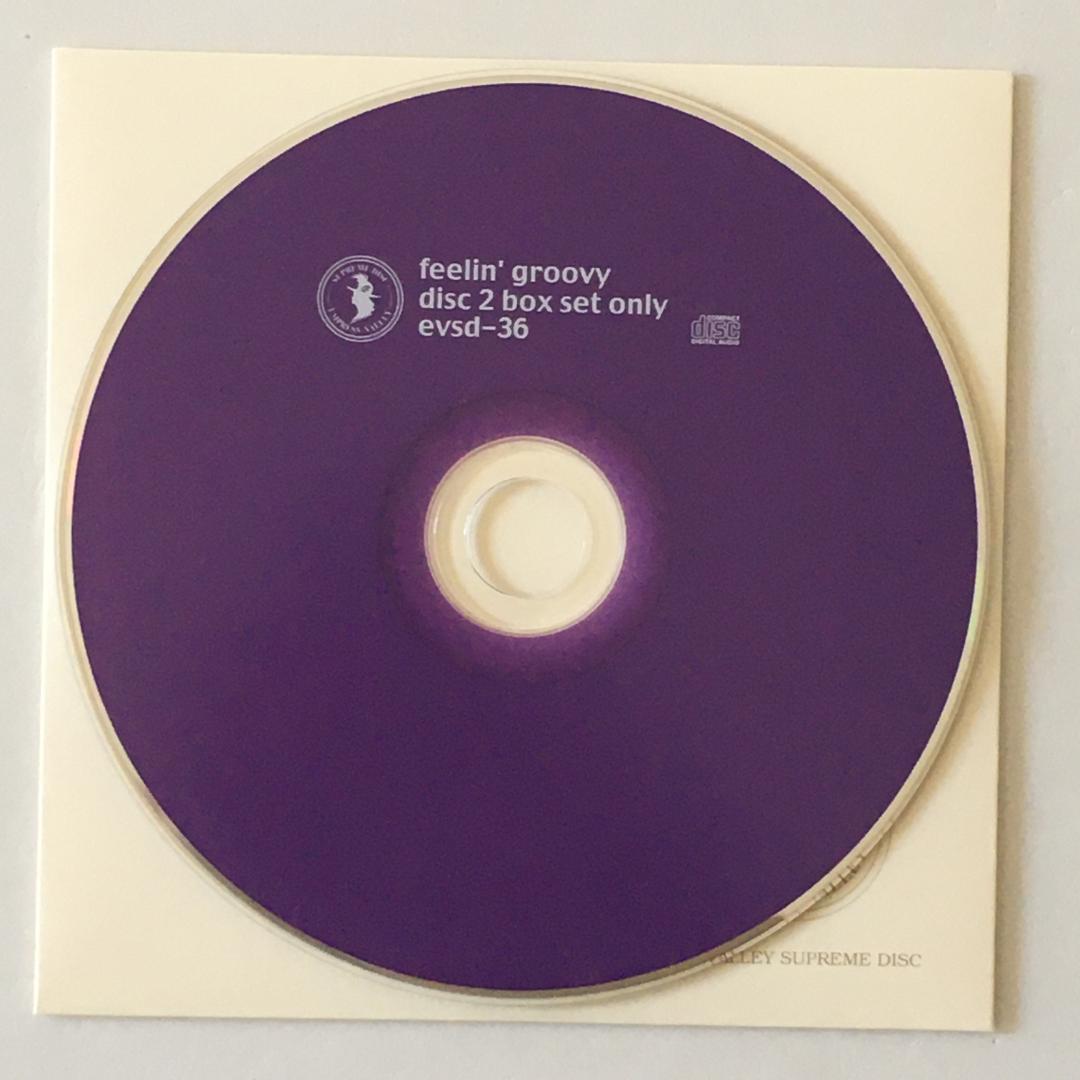 SUPREME DISC
EMPRESS VALLEY
feelin' groovy
disc 2 box set only
evsd-36
COMPACT
disc
DIGITAL AUDIO
SUPREME DISC